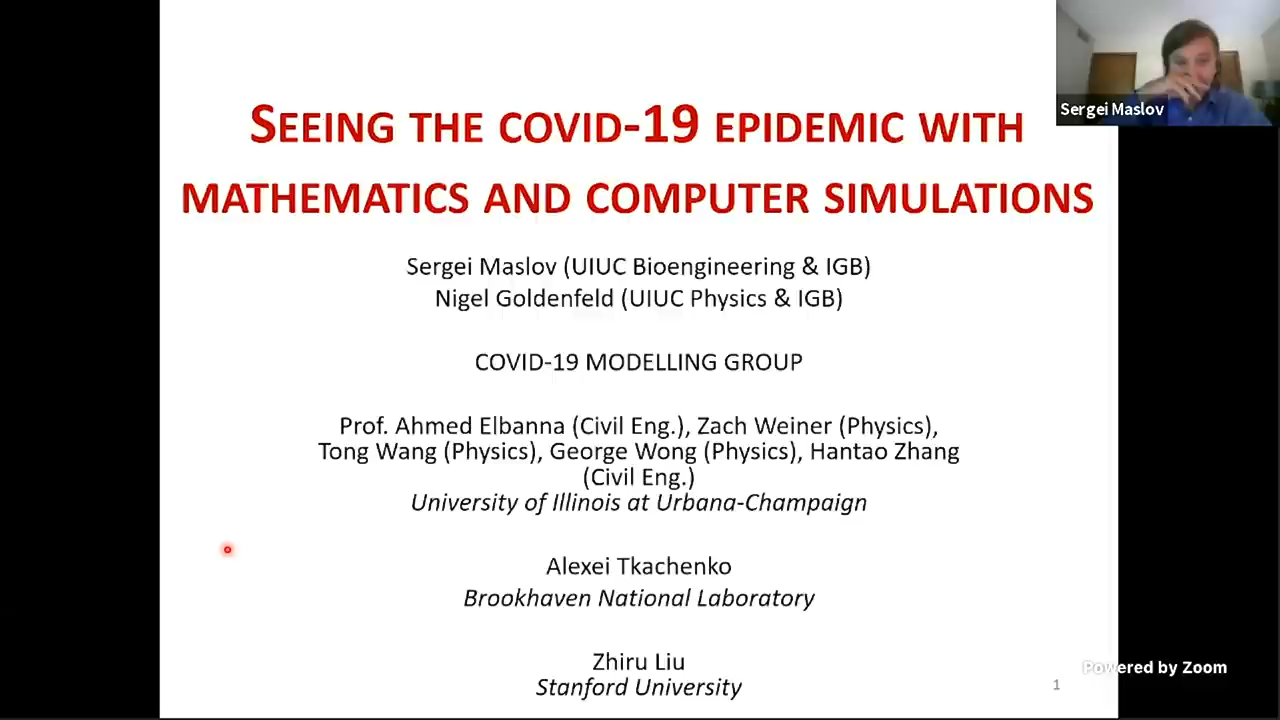 SEEING THE COVID-19 EPIDEMIC WITH
MATHEMATICS AND COMPUTER SIMULATIONS
Sergei Maslov
Sergei Maslov (UIUC Bioengineering & IGB)
Nigel Goldenfeld (UIUC Physics & IGB)
COVID-19 MODELLING GROUP
Prof. Ahmed Elbanna (Civil Eng.), Zach Weiner (Physics),
Tong Wang (Physics), George Wong (Physics), Hantao Zhang
(Civil Eng.)
University of Illinois at Urbana-Champaign
Alexei Tkachenko
Brookhaven National Laboratory
Zhiru Liu
Stanford University
Powered by Zoom
1